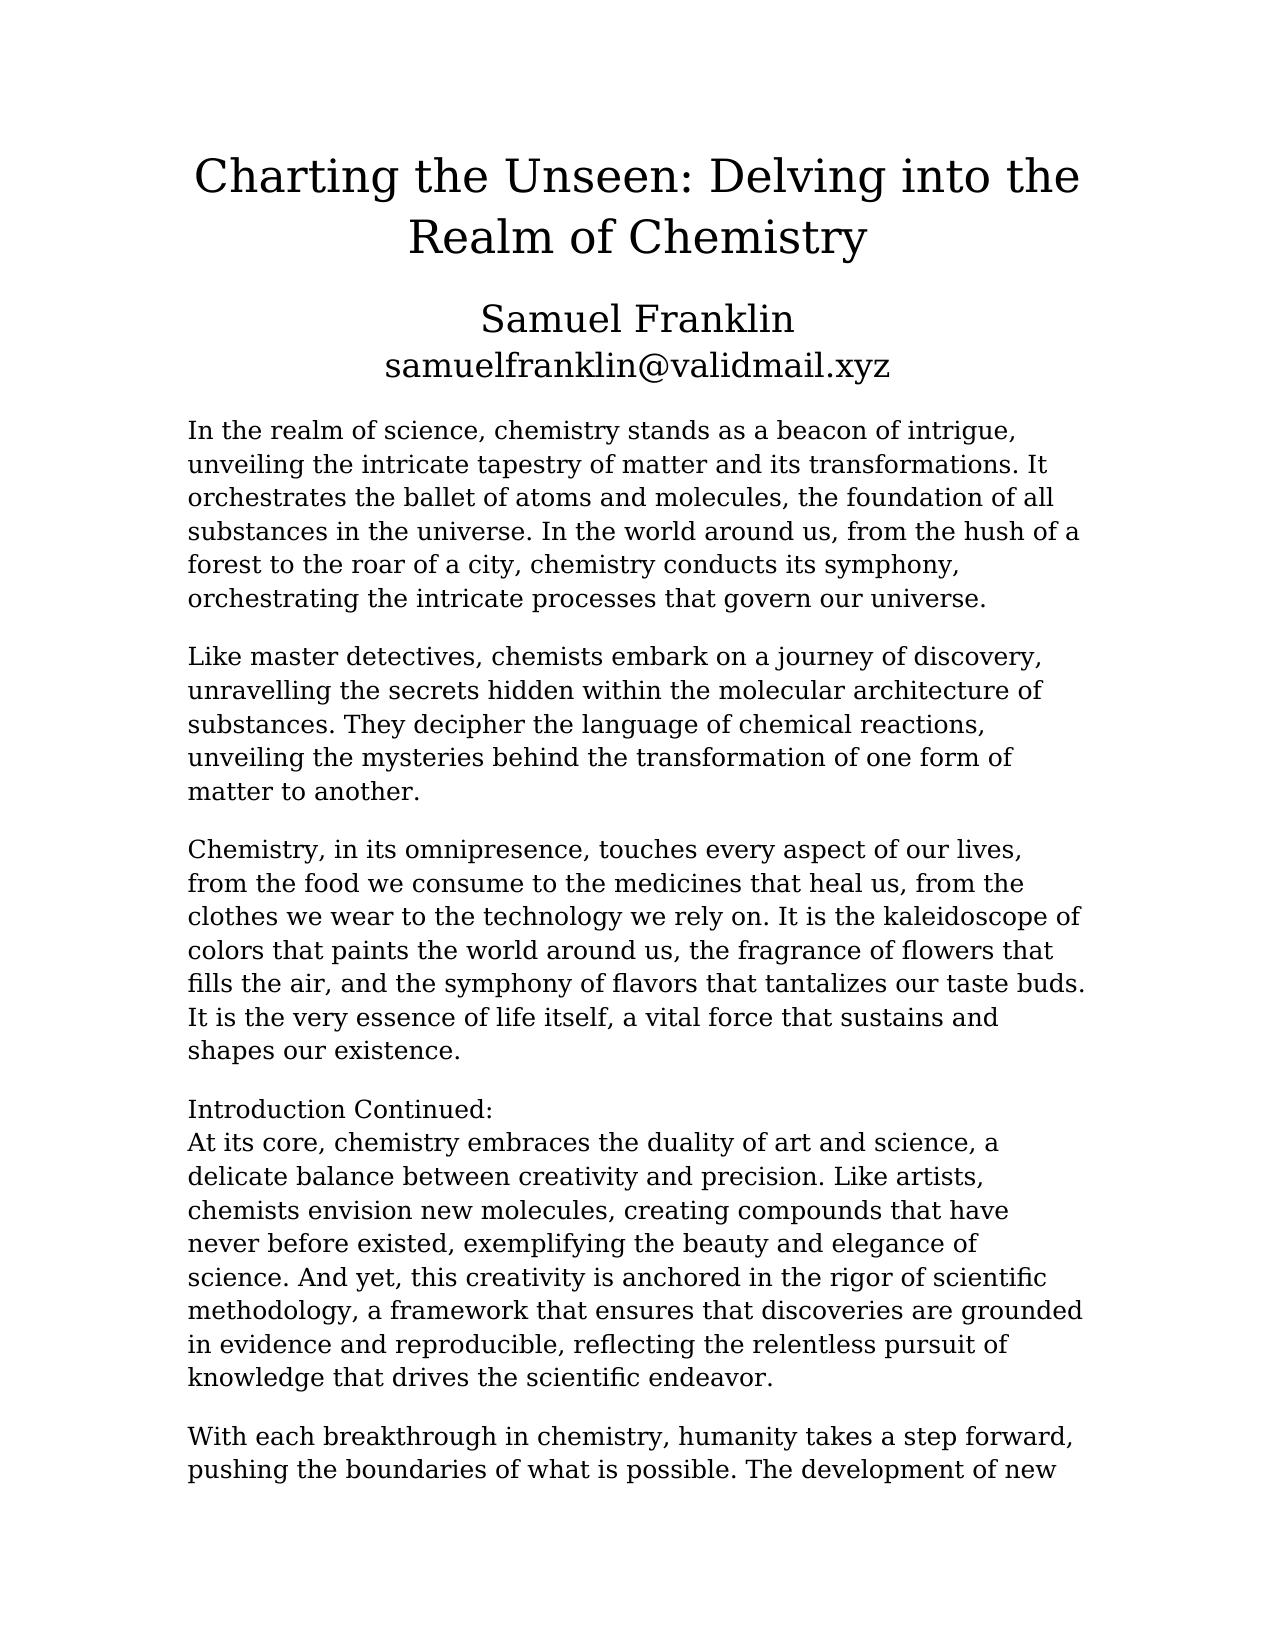 Charting the Unseen: Delving into the
Realm of Chemistry
Samuel Franklin
samuelfranklin@validmail.xyz
In the realm of science, chemistry stands as a beacon of intrigue,
unveiling the intricate tapestry of matter and its transformations. It
orchestrates the ballet of atoms and molecules, the foundation of all
substances in the universe. In the world around us, from the hush of a
forest to the roar of a city, chemistry conducts its symphony,
orchestrating the intricate processes that govern our universe.
Like master detectives, chemists embark on a journey of discovery,
unravelling the secrets hidden within the molecular architecture of
substances. They decipher the language of chemical reactions,
unveiling the mysteries behind the transformation of one form of
matter to another.
Chemistry, in its omnipresence, touches every aspect of our lives,
from the food we consume to the medicines that heal us, from the
clothes we wear to the technology we rely on. It is the kaleidoscope of
colors that paints the world around us, the fragrance of flowers that
fills the air, and the symphony of flavors that tantalizes our taste buds.
It is the very essence of life itself, a vital force that sustains and
shapes our existence.
Introduction Continued:
At its core, chemistry embraces the duality of art and science, a
delicate balance between creativity and precision. Like artists,
chemists envision new molecules, creating compounds that have
never before existed, exemplifying the beauty and elegance of
science. And yet, this creativity is anchored in the rigor of scientific
methodology, a framework that ensures that discoveries are grounded
in evidence and reproducible, reflecting the relentless pursuit of
knowledge that drives the scientific endeavor.
With each breakthrough in chemistry, humanity takes a step forward,
pushing the boundaries of what is possible. The development of new